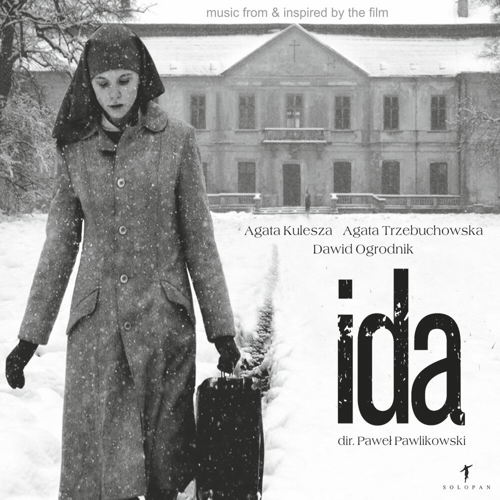 music from & inspired by the film
Agata Kulesza Agata Trzebuchowska
Dawid Ogrodnik
ida
dir. Paweł Pawlikowski
SOLOPAN